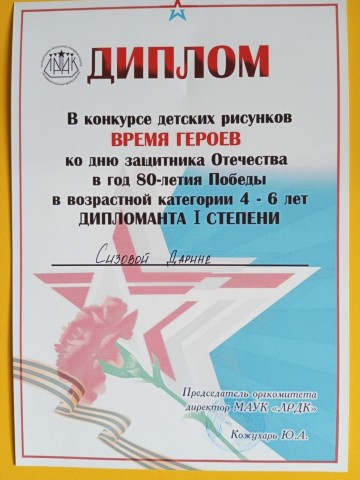 АРДК
ДИПЛОМ
В конкурсе детских рисунков
ВРЕМЯ ГЕРОЕВ
ко дню защитника Отечества
в год 80-летия Победы
в возрастной категории 4 - 6 лет
ДИПЛОМАНТА I СТЕПЕНИ
Сизовой Дарине
Председатель оргкомитета
директор МАУК «АРДК»
Кожухарь Ю.А.